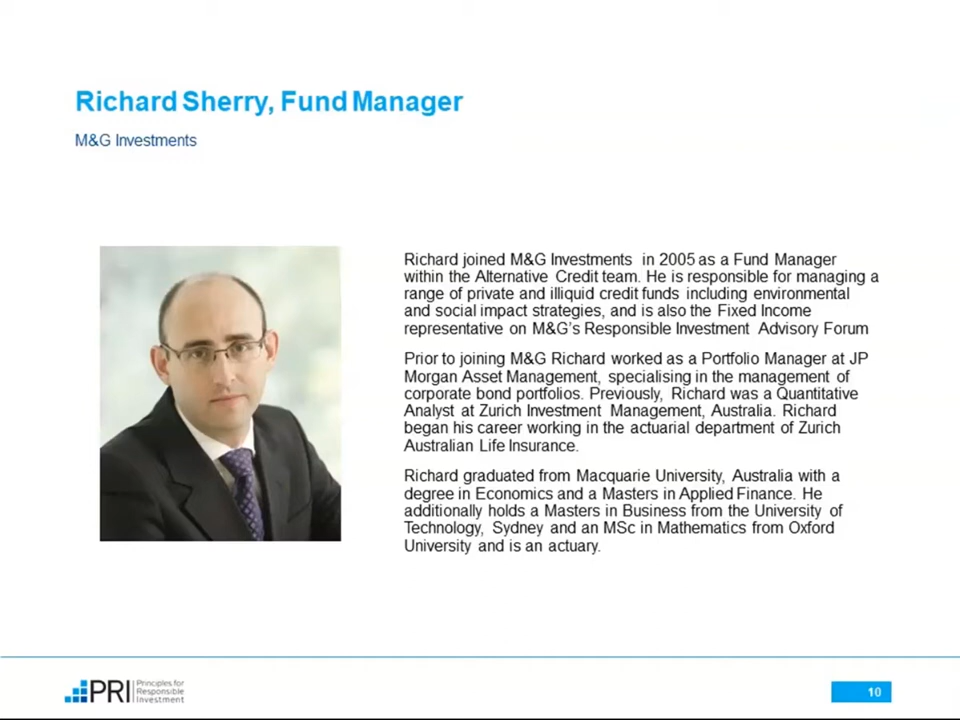 Richard Sherry, Fund Manager
M&G Investments
Richard joined M&G Investments in 2005 as a Fund Manager
within the Alternative Credit team. He is responsible for managing a
range of private and illiquid credit funds including environmental
and social impact strategies, and is also the Fixed Income
representative on M&G's Responsible Investment Advisory Forum
Prior to joining M&G Richard worked as a Portfolio Manager at JP
Morgan Asset Management, specialising in the management of
corporate bond portfolios. Previously, Richard was a Quantitative
Analyst at Zurich Investment Management, Australia. Richard
began his career working in the actuarial department of Zurich
Australian Life Insurance.
Richard graduated from Macquarie University, Australia with a
degree in Economics and a Masters in Applied Finance. He
additionally holds a Masters in Business from the University of
Technology, Sydney and an MSc in Mathematics from Oxford
University and is an actuary.
PRI
Principles for
Responsible
Investment
10